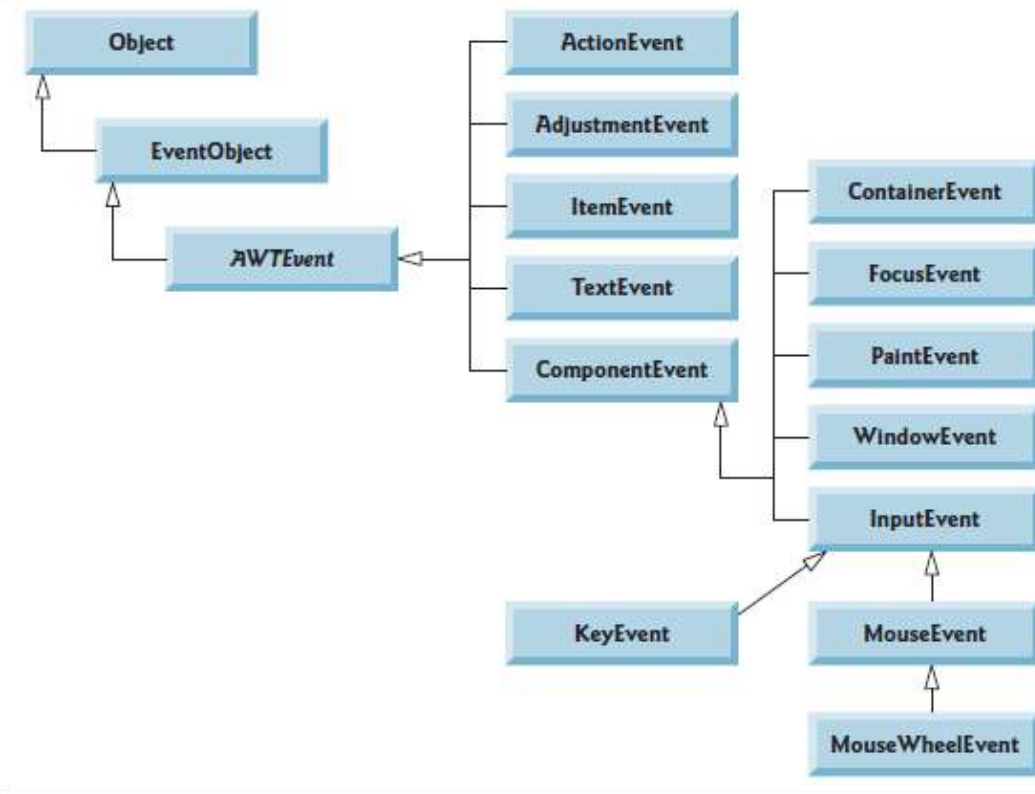 Object
EventObject
AWTEvent
ActionEvent
AdjustmentEvent
ItemEvent
TextEvent
ComponentEvent
ContainerEvent
FocusEvent
PaintEvent
WindowEvent
InputEvent
KeyEvent
MouseEvent
MouseWheelEvent